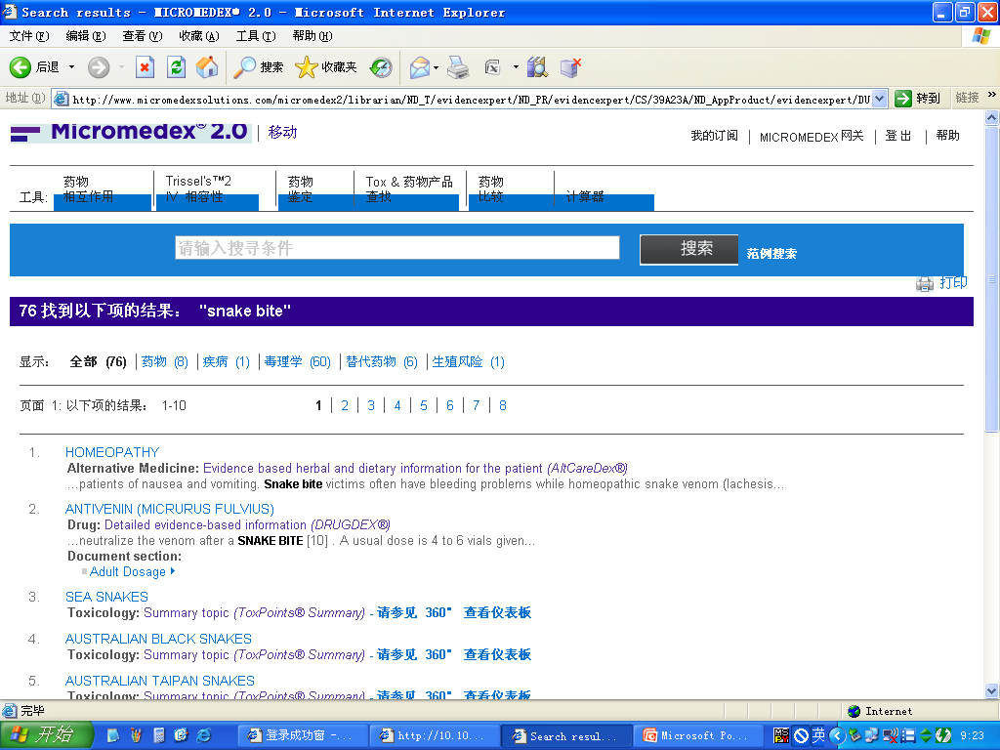 Search results - MICROMEDEX® 2.0 - Microsoft Internet Explorer
文件(F) 编辑(E) 查看(V) 收藏(A) 工具(T) 帮助(H)
后退 搜索 收藏夹
地址(D) http://www.micromedexsolutions.com/micromedex2/librarian/ND_T/evidencexpert/ND_PR/evidencexpert/CS/39A23A/ND_AppProduct/evidencexpert/DU 转到 链接 »
Micromedex® 2.0 | 移动
我的订阅 | MICROMEDEX 网关 | 登 出 | 帮助
工具: 药物 相互作用 Trissel's™2 IV 相容性 药物 鉴定 Tox & 药物产品 查找 药物 比较 计算器
请输入搜寻条件 搜索 范例搜索
打印
76 找到以下项的结果: "snake bite"
显示: 全部 (76) | 药物 (8) | 疾病 (1) | 毒理学 (60) | 替代药物 (6) | 生殖风险 (1)
页面 1: 以下项的结果: 1-10 1 | 2 | 3 | 4 | 5 | 6 | 7 | 8
1. HOMEOPATHY
Alternative Medicine: Evidence based herbal and dietary information for the patient (AltCareDex®)
...patients of nausea and vomiting. Snake bite victims often have bleeding problems while homeopathic snake venom (lachesis...
2. ANTIVENIN (MICRURUS FULVIUS)
Drug: Detailed evidence-based information (DRUGDEX®)
...neutralize the venom after a SNAKE BITE [10] . A usual dose is 4 to 6 vials given...
Document section:
Adult Dosage
3. SEA SNAKES
Toxicology: Summary topic (ToxPoints® Summary) - 请参见 360° 查看仪表板
4. AUSTRALIAN BLACK SNAKES
Toxicology: Summary topic (ToxPoints® Summary) - 请参见 360° 查看仪表板
5. AUSTRALIAN TAIPAN SNAKES
Toxicology: Summary topic (ToxPoints® Summary) - 请参见 360° 查看仪表板
完毕 Internet
开始 登录成功窗 -... http://10.10... Search resul... Microsoft Po... 英 9:23